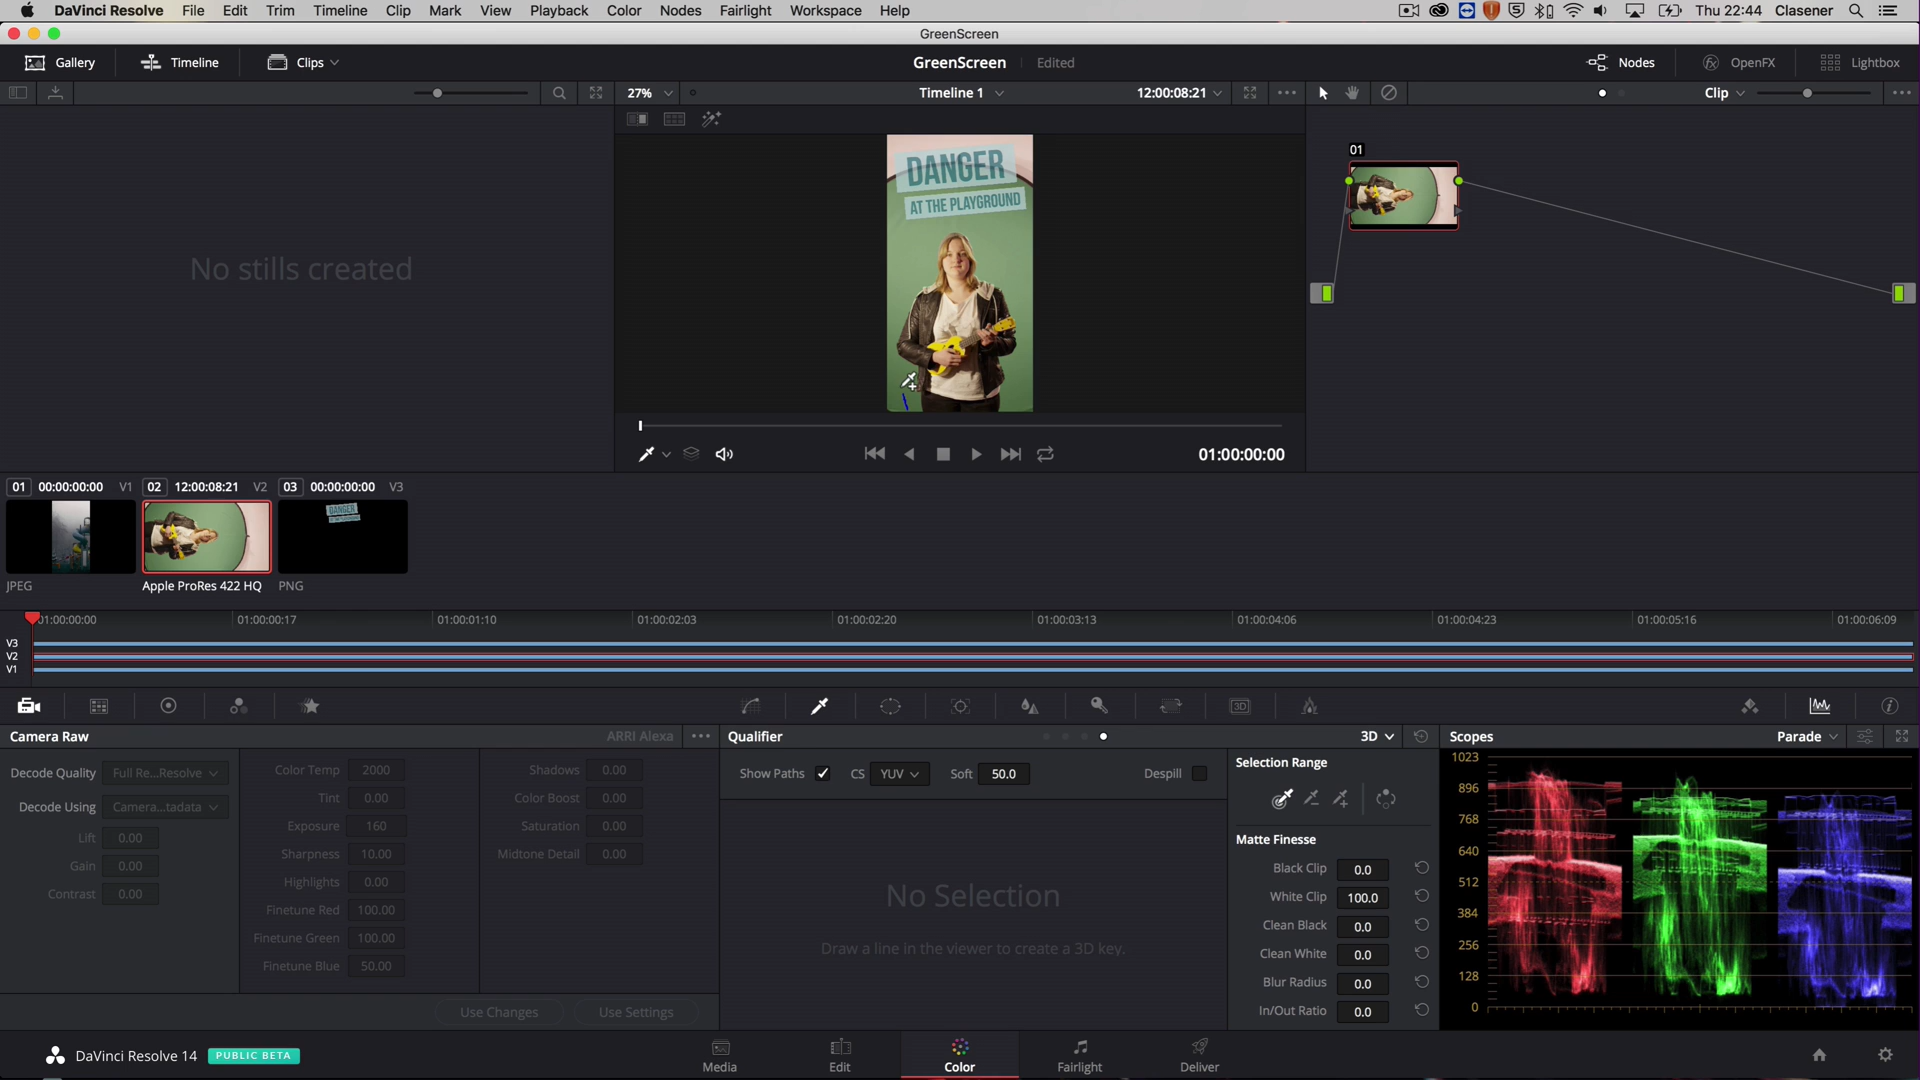 DaVinci Resolve File Edit Trim Timeline Clip Mark View Playback Color Nodes Fairlight Workspace Help Thu 22:44 Clasener
GreenScreen
Gallery Timeline Clips GreenScreen Edited Nodes OpenFX Lightbox
27% Timeline 1 12:00:08:21 Clip
DANGER
AT THE PLAYGROUND
01
No stills created
01:00:00:00
01 00:00:00:00 V1 02 12:00:08:21 V2 03 00:00:00:00 V3
DANGER
JPEG Apple ProRes 422 HQ PNG
01:00:00:00 01:00:00:17 01:00:01:10 01:00:02:03 01:00:02:20 01:00:03:13 01:00:04:06 01:00:04:23 01:00:05:16 01:00:06:09
V3
V2
V1
3D
Camera Raw ARRI Alexa Qualifier 3D Scopes Parade
Decode Quality Full Re...Resolve
Decode Using Camera...tadata
Lift 0.00
Gain 0.00
Contrast 0.00
Color Temp 2000
Tint 0.00
Exposure 160
Sharpness 10.00
Highlights 0.00
Finetune Red 100.00
Finetune Green 100.00
Finetune Blue 50.00
Shadows 0.00
Color Boost 0.00
Saturation 0.00
Midtone Detail 0.00
Use Changes Use Settings
Show Paths CS YUV Soft 50.0 Despill
No Selection
Draw a line in the viewer to create a 3D key.
Selection Range
Matte Finesse
Black Clip 0.0
White Clip 100.0
Clean Black 0.0
Clean White 0.0
Blur Radius 0.0
In/Out Ratio 0.0
1023
896
768
640
512
384
256
128
0
DaVinci Resolve 14 PUBLIC BETA Media Edit Color Fairlight Deliver